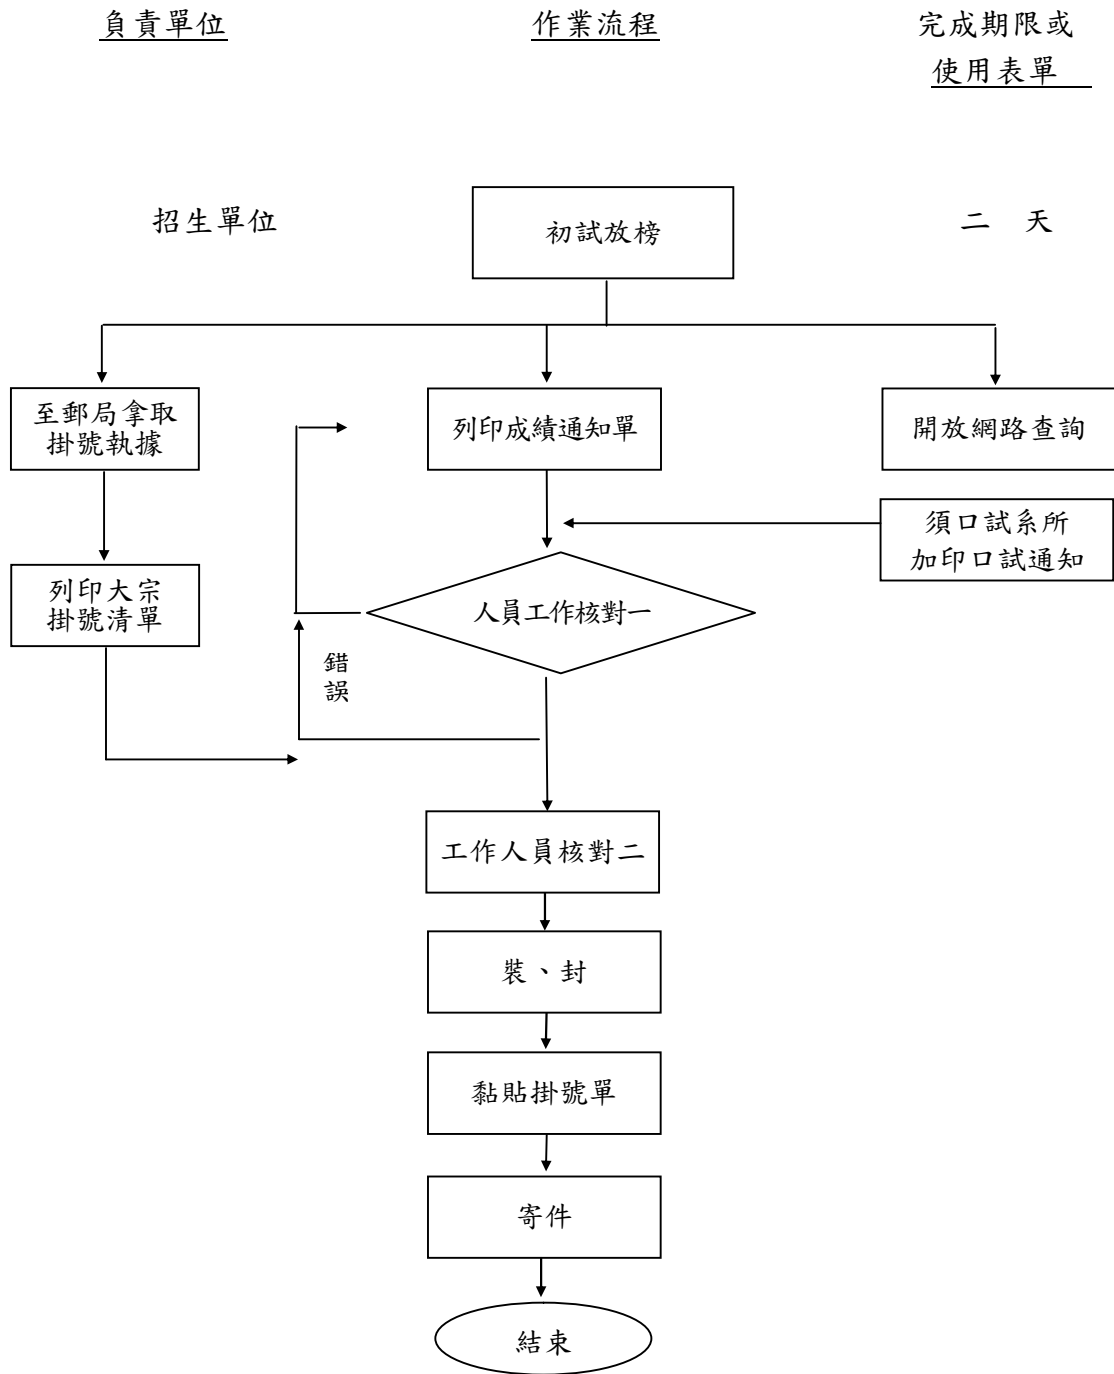 負責單位
作業流程
完成期限或
使用表單
招生單位
初試放榜
二 天
至郵局拿取
掛號執據
列印成績通知單
開放網路查詢
須口試系所
加印口試通知
列印大宗
掛號清單
人員工作核對一
錯
誤
工作人員核對二
裝、封
黏貼掛號單
寄件
結束